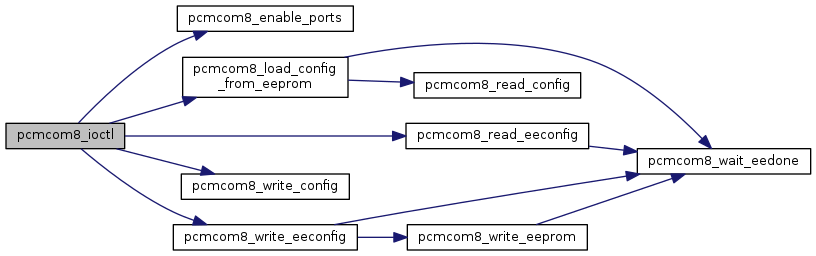 pcmcom8_enable_ports
pcmcom8_load_config
_from_eeprom
pcmcom8_read_config
pcmcom8_ioctl
pcmcom8_read_eeconfig
pcmcom8_wait_eedone
pcmcom8_write_config
pcmcom8_write_eeconfig
pcmcom8_write_eeprom